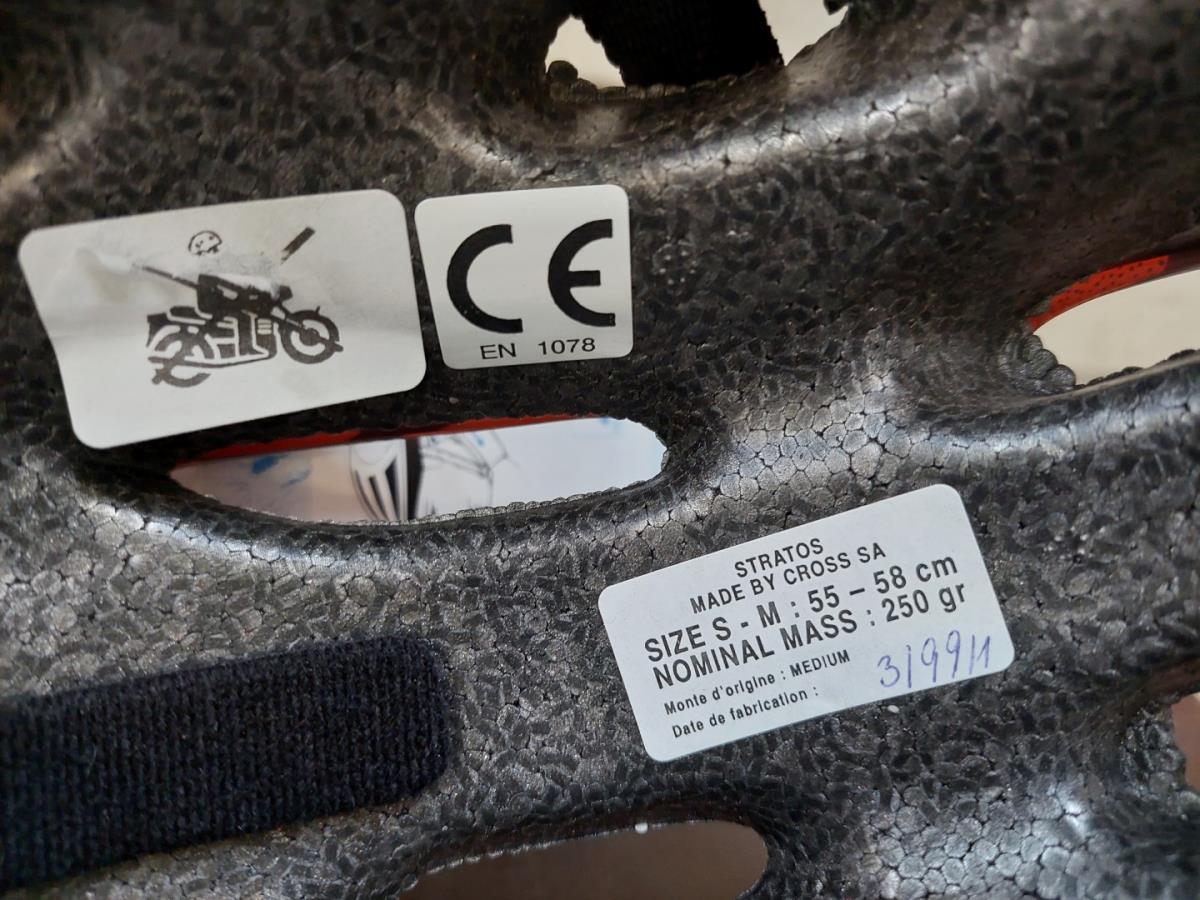 CE
EN 1078
STRATOS
MADE BY CROSS SA
SIZE S - M : 55 – 58 cm
NOMINAL MASS : 250 gr
Monte d'origine : MEDIUM
Date de fabrication : 3/99/1